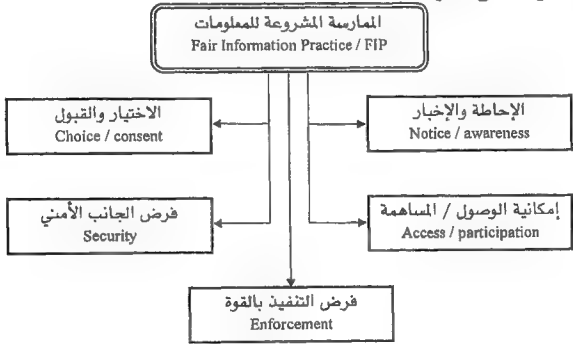 الممارسة المشروعة للمعلومات
Fair Information Practice / FIP
الإحاطة والإخبار
Notice / awareness
الاختيار والقبول
Choice / consent
إمكانية الوصول / المساهمة
Access / participation
فرض الجانب الأمني
Security
فرض التنفيذ بالقوة
Enforcement